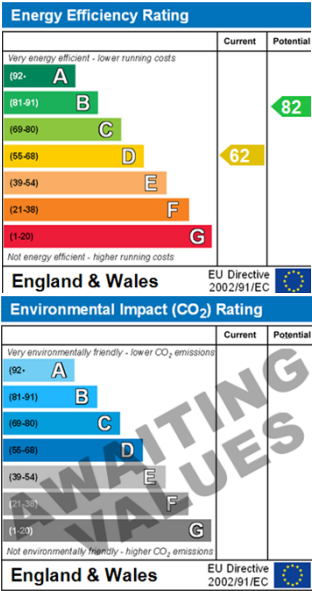 Energy Efficiency Rating
Current Potential
Very energy efficient - lower running costs
(92- A
(81-91) B
82
(69-80) C
(55-68) D
62
(39-54) E
(21-38) F
(1-20) G
Not energy efficient - higher running costs
England & Wales
EU Directive
2002/91/EC
Environmental Impact (CO2) Rating
Current Potential
Very environmentally friendly - lower CO2 emissions
(92- A
(81-91) B
(69-80) C
(55-68) D
(39-54) E
(21-38) F
(1-20) G
AWAITING
VALUES
Not environmentally friendly - higher CO2 emissions
England & Wales
EU Directive
2002/91/EC